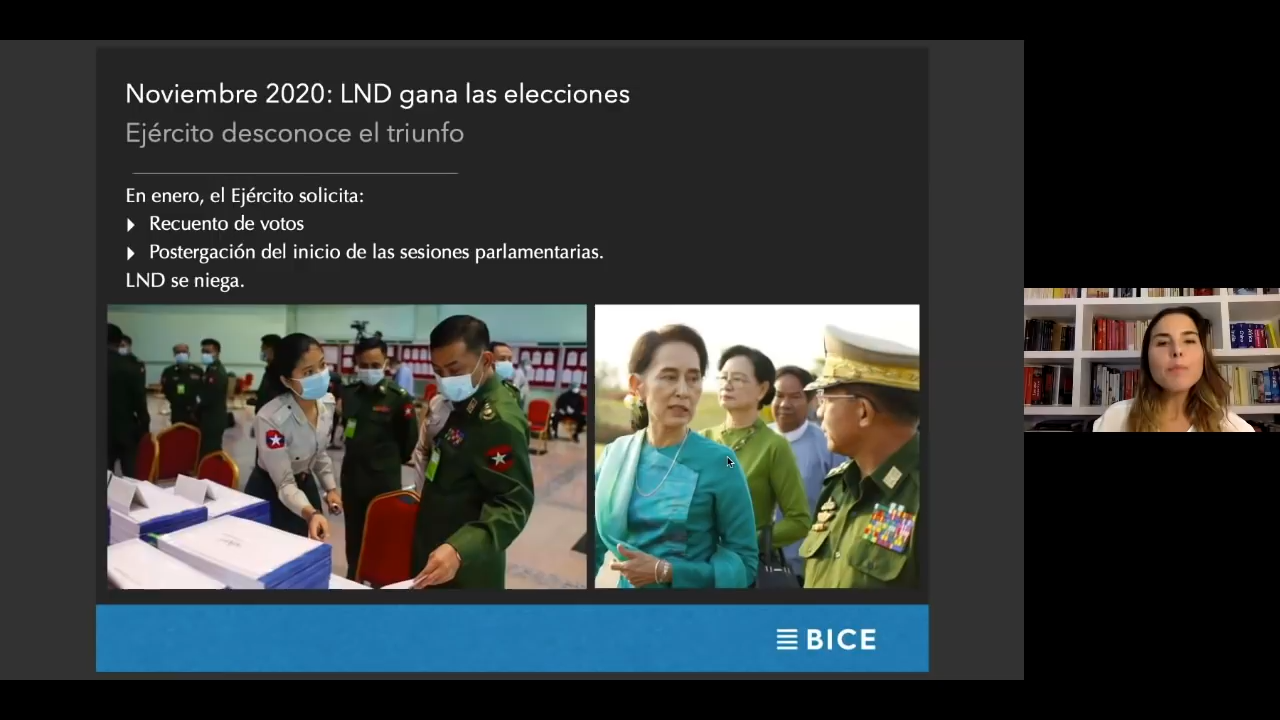 Noviembre 2020: LND gana las elecciones
Ejército desconoce el triunfo
En enero, el Ejército solicita:
Recuento de votos
Postergación del inicio de las sesiones parlamentarias.
LND se niega.
BICE